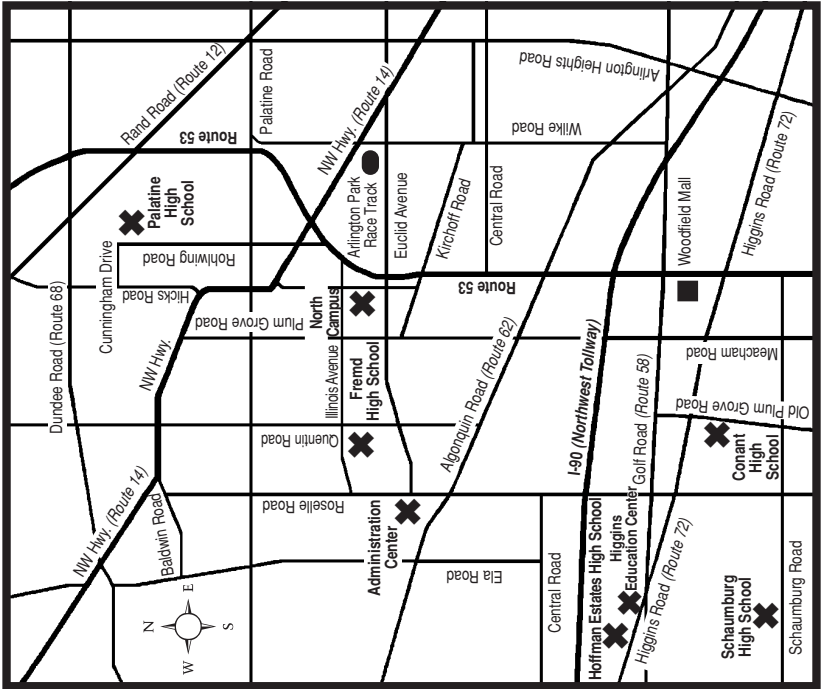 Arlington Heights Road
Rand Road (Route 12)
Palatine Road
NW Hwy. (Route 14)
Wilke Road
Route 53
Higgins Road (Route 72)
Palatine
High
School
Arlington Park
Race Track
Euclid Avenue
Kirchoff Road
Central Road
Woodfield Mall
Rohlwing Road
Cunningham Drive
Dundee Road (Route 68)
Hicks Road
Plum Grove Road
North
Campus
Route 53
NW Hwy.
Illinois Avenue
Fremd
High School
Algonquin Road (Route 62)
I-90 (Northwest Tollway)
Golf Road (Route 58)
Meacham Road
Old Plum Grove Road
Quentin Road
Conant
High
School
NW Hwy. (Route 14)
Baldwin Road
Roselle Road
Administration
Center
Ela Road
Central Road
Hoffman Estates High School
Higgins
Education Center
Higgins Road (Route 72)
Schaumburg
High School
Schaumburg Road
N
E
S
W